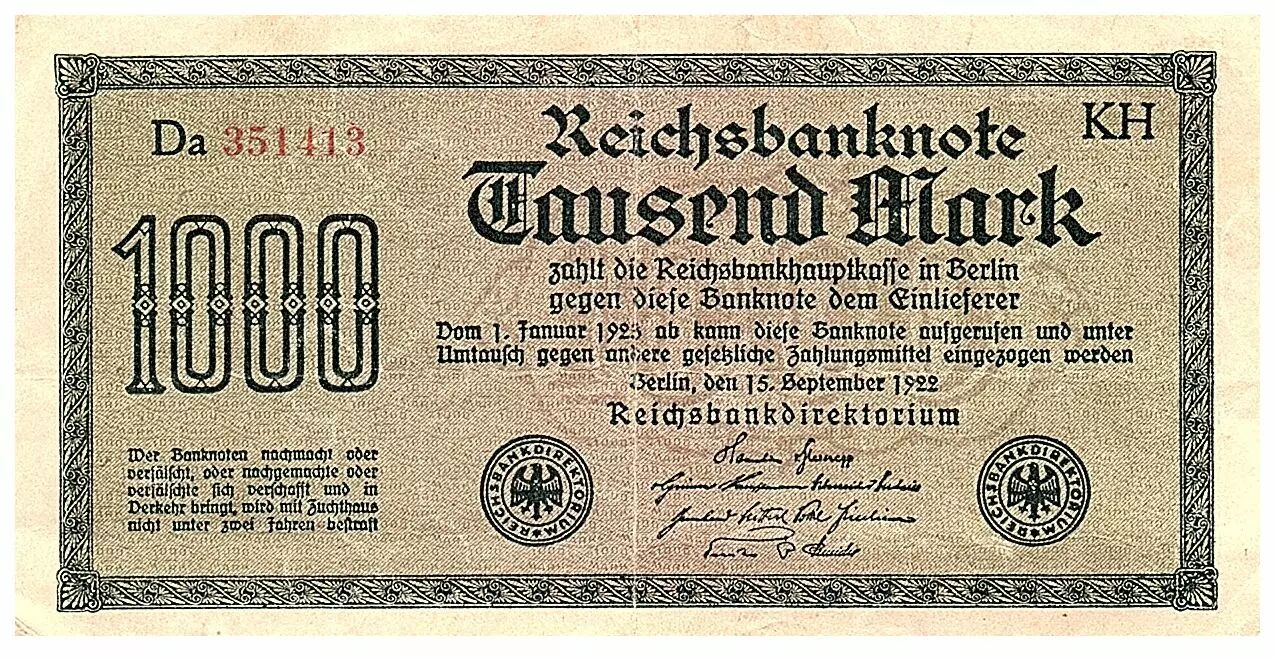 Da 351413
KH
Reichsbanknote
Tausend Mark
1000
zahlt die Reichsbankhauptkasse in Berlin
gegen diese Banknote dem Einlieferer
Vom 1. Januar 1923 ab kann diese Banknote aufgerufen und unter
Umtausch gegen andere gesetzliche Zahlungsmittel eingezogen werden
Berlin, den 15. September 1922
Reichsbankdirektorium
Wer Banknoten nachmacht oder
verfälscht, oder nachgemachte oder
verfälschte sich verschafft und in
Verkehr bringt, wird mit Zuchthaus
nicht unter zwei Jahren bestraft
REICHSBANKDIREKTORIUM
REICHSBANKDIREKTORIUM